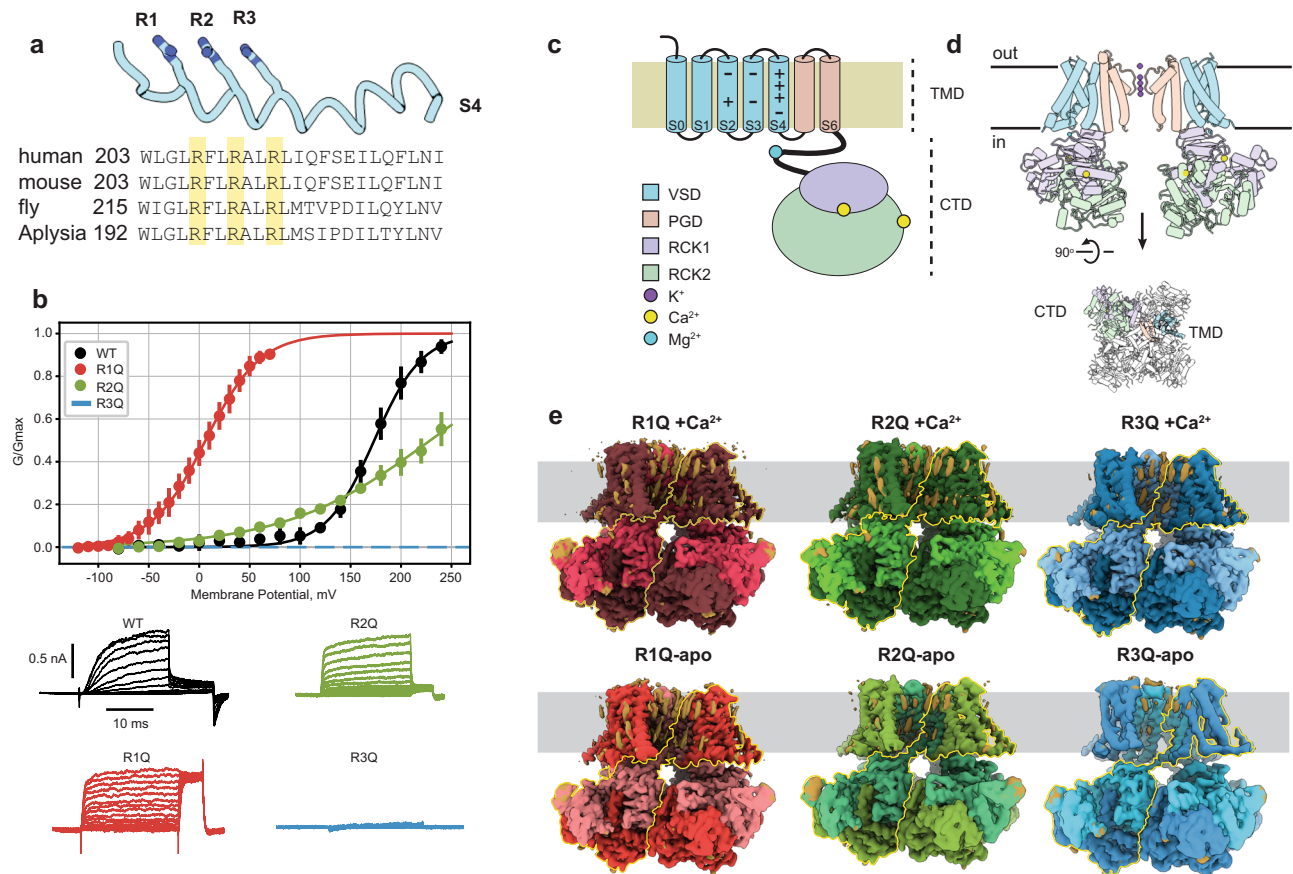 a
R1 R2 R3
S4
human 203 WLGLRFLRALRLIQFSEILQFLNI
mouse 203 WLGLRFLRALRLIQFSEILQFLNI
fly 215 WIGLRFLRALRLMTVPDILQYLNV
Aplysia 192 WLGLRFLRALRLMSIPDILTYLNV
b
1.0
0.8
0.6
0.4
0.2
0.0
G/Gmax
WT
R1Q
R2Q
R3Q
-100 -50 0 50 100 150 200 250
Membrane Potential, mV
WT
R2Q
0.5 nA
10 ms
R1Q
R3Q
c
- - + + + +
+ - -
S0 S1 S2 S3 S4 S6
TMD
CTD
VSD
PGD
RCK1
RCK2
K⁺
Ca²⁺
Mg²⁺
d
out
in
90°
CTD
TMD
e
R1Q +Ca²⁺ R2Q +Ca²⁺ R3Q +Ca²⁺
R1Q-apo R2Q-apo R3Q-apo